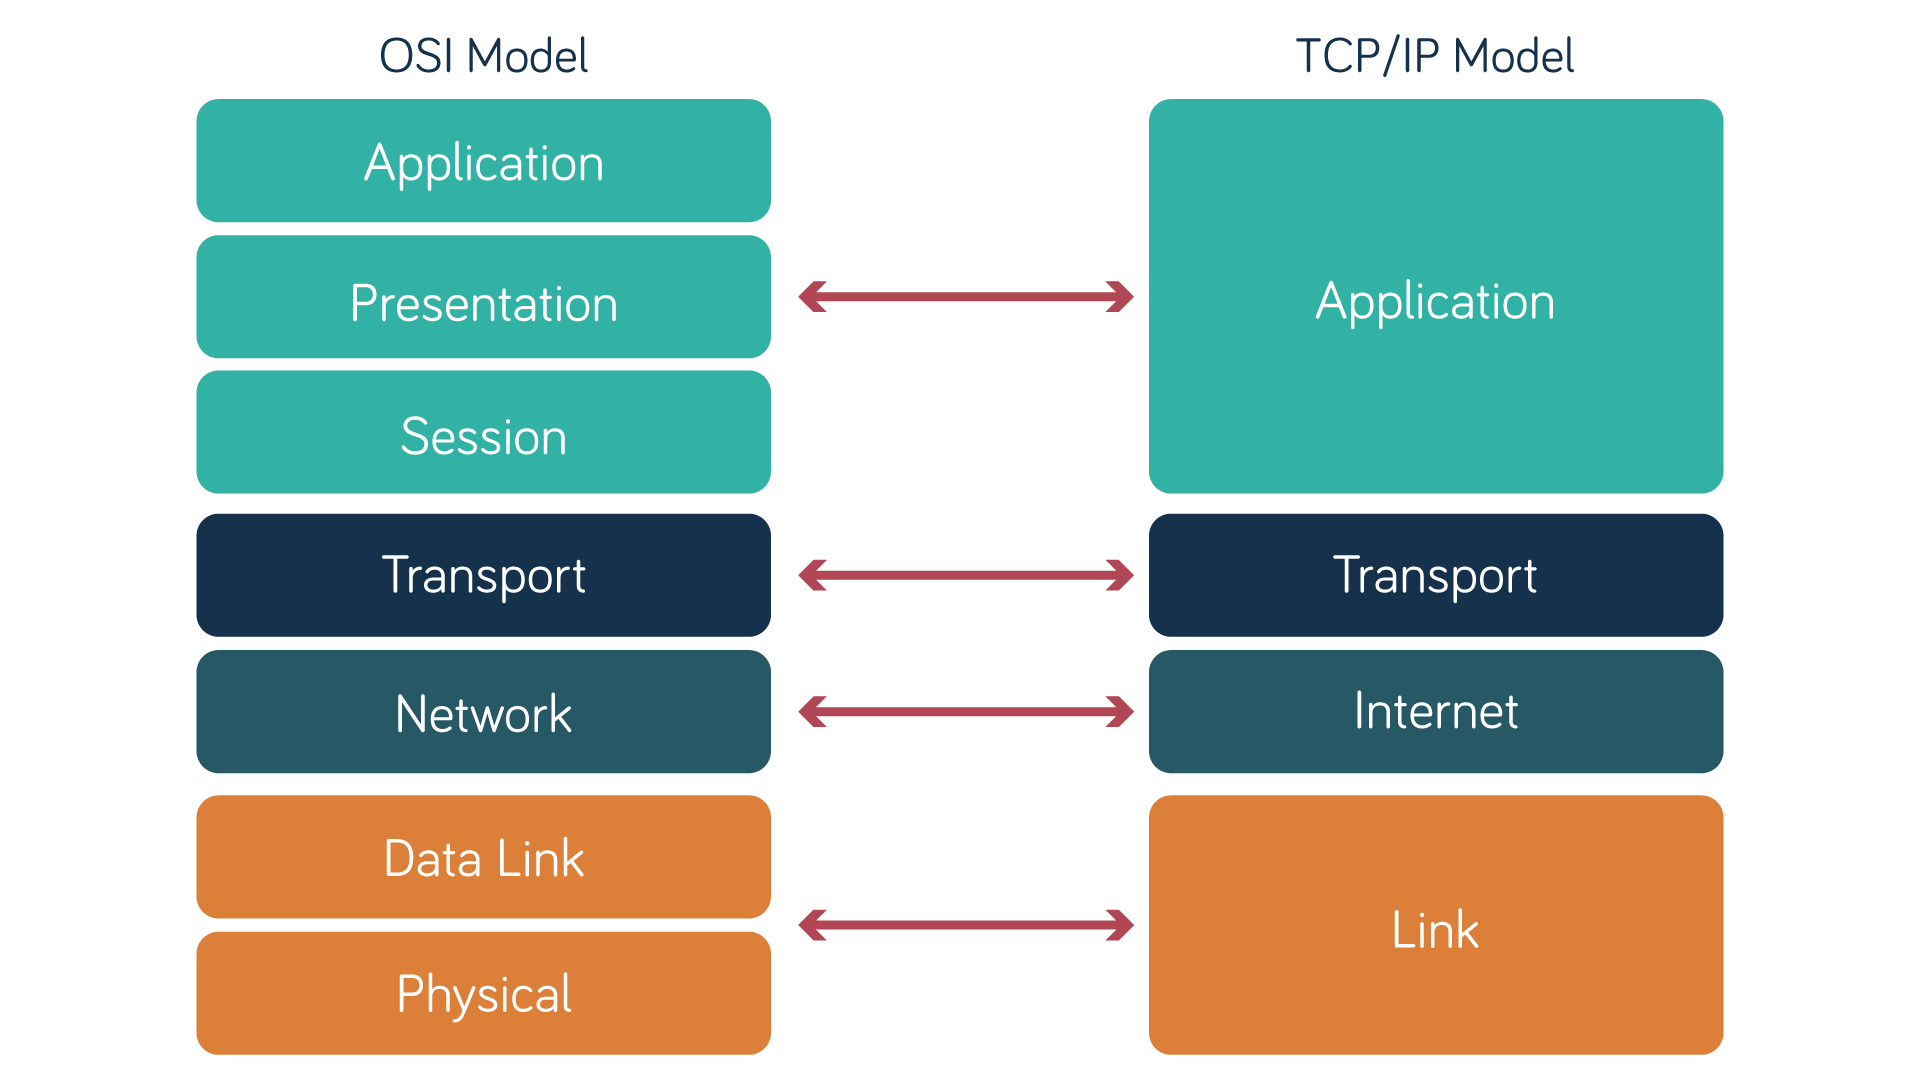 OSI Model
TCP/IP Model
Application
Presentation
Session
Application
Transport
Transport
Network
Internet
Data Link
Physical
Link